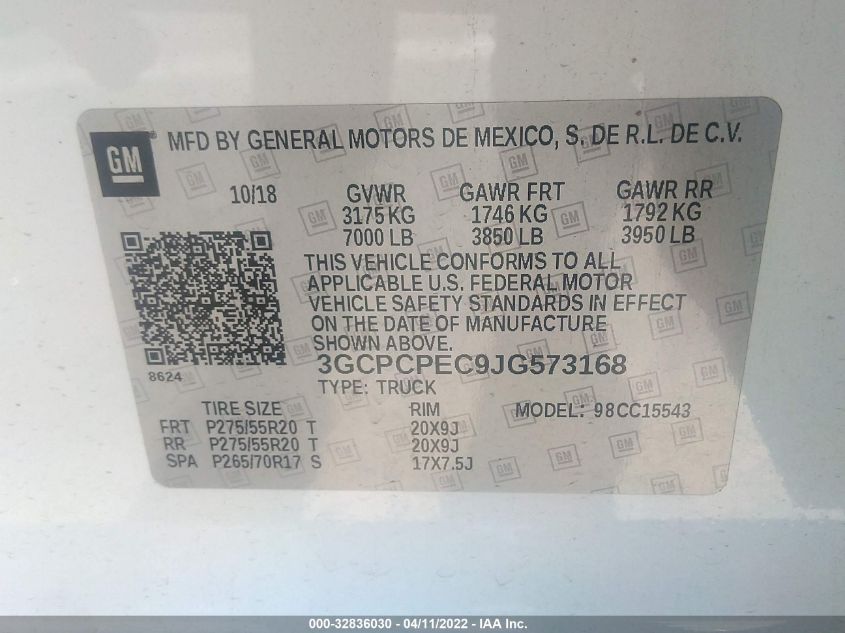 GM
MFD BY GENERAL MOTORS DE MEXICO, S. DE R.L. DE C.V.
10/18 GVWR GAWR FRT GAWR RR
3175 KG 1746 KG 1792 KG
7000 LB 3850 LB 3950 LB
THIS VEHICLE CONFORMS TO ALL
APPLICABLE U.S. FEDERAL MOTOR
VEHICLE SAFETY STANDARDS IN EFFECT
ON THE DATE OF MANUFACTURE
SHOWN ABOVE.
3GCPCPEC9JG573168
8624
TYPE: TRUCK
TIRE SIZE RIM MODEL: 98CC15543
FRT P275/55R20 T 20X9J
RR P275/55R20 T 20X9J
SPA P265/70R17 S 17X7.5J
000-32836030 - 04/11/2022 - IAA Inc.